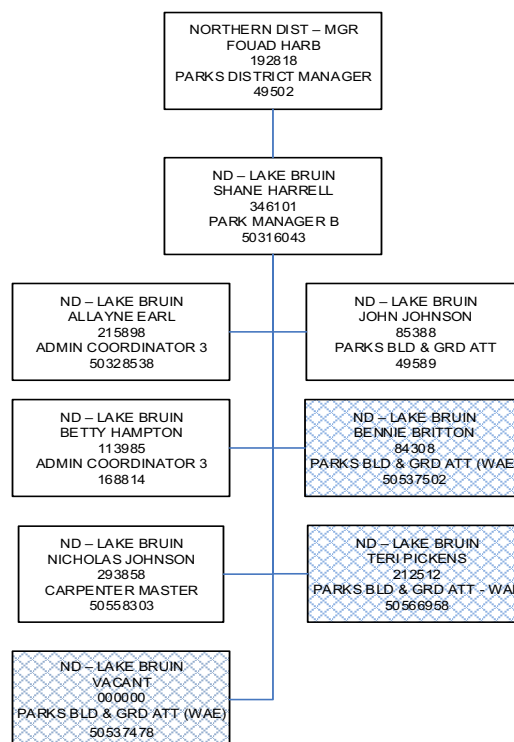 NORTHERN DIST – MGR
FOUAD HARB
192818
PARKS DISTRICT MANAGER
49502
ND – LAKE BRUIN
SHANE HARRELL
346101
PARK MANAGER B
50316043
ND – LAKE BRUIN
ALLAYNE EARL
215898
ADMIN COORDINATOR 3
50328538
ND – LAKE BRUIN
JOHN JOHNSON
85388
PARKS BLD & GRD ATT
49589
ND – LAKE BRUIN
BETTY HAMPTON
113985
ADMIN COORDINATOR 3
168814
ND – LAKE BRUIN
BENNIE BRITTON
84308
PARKS BLD & GRD ATT (WAE
50537502
ND – LAKE BRUIN
NICHOLAS JOHNSON
293858
CARPENTER MASTER
50558303
ND – LAKE BRUIN
TERI PICKENS
212512
PARKS BLD & GRD ATT - WA
50566958
ND – LAKE BRUIN
VACANT
000000
PARKS BLD & GRD ATT (WAE)
50537478